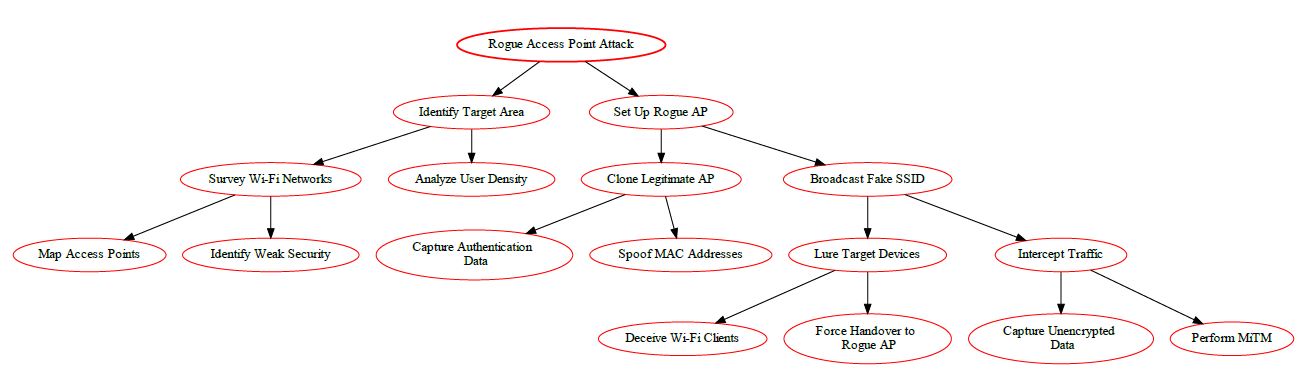 Rogue Access Point Attack
Identify Target Area
Set Up Rogue AP
Survey Wi-Fi Networks
Analyze User Density
Clone Legitimate AP
Broadcast Fake SSID
Map Access Points
Identify Weak Security
Capture Authentication
Data
Spoof MAC Addresses
Lure Target Devices
Intercept Traffic
Deceive Wi-Fi Clients
Force Handover to
Rogue AP
Capture Unencrypted
Data
Perform MiTM